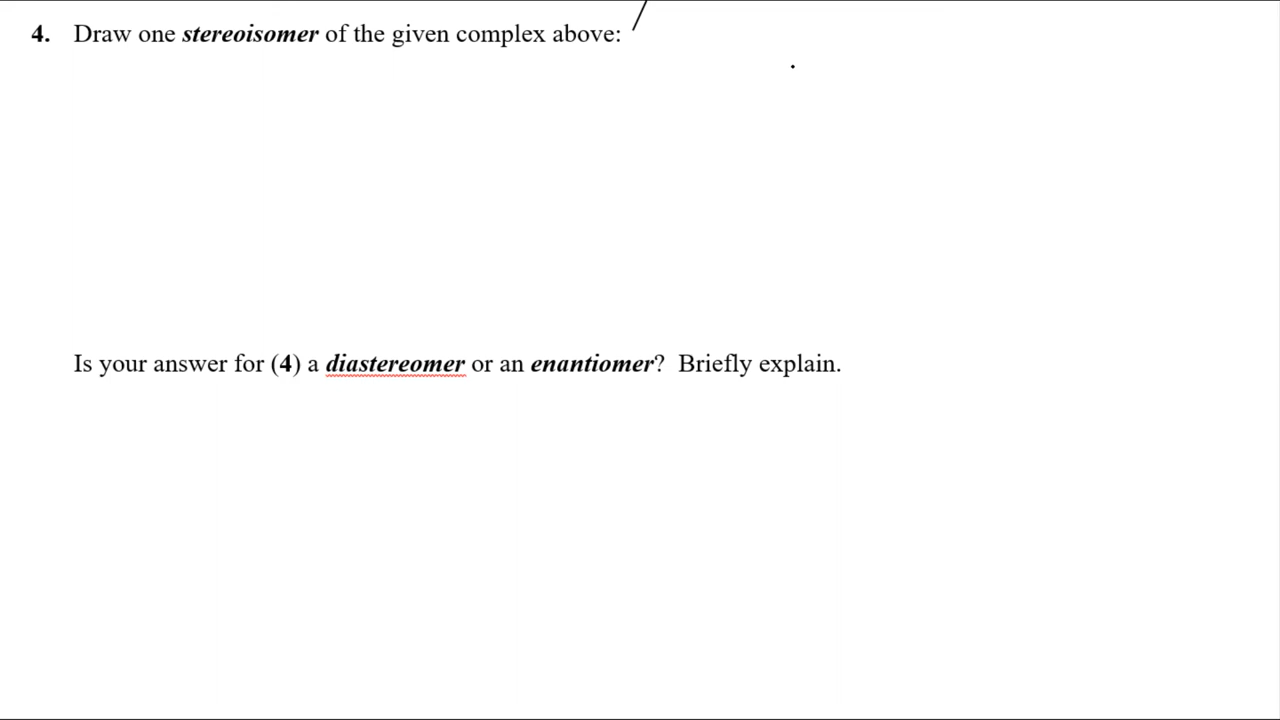 4. Draw one stereoisomer of the given complex above:
Is your answer for (4) a diastereomer or an enantiomer? Briefly explain.